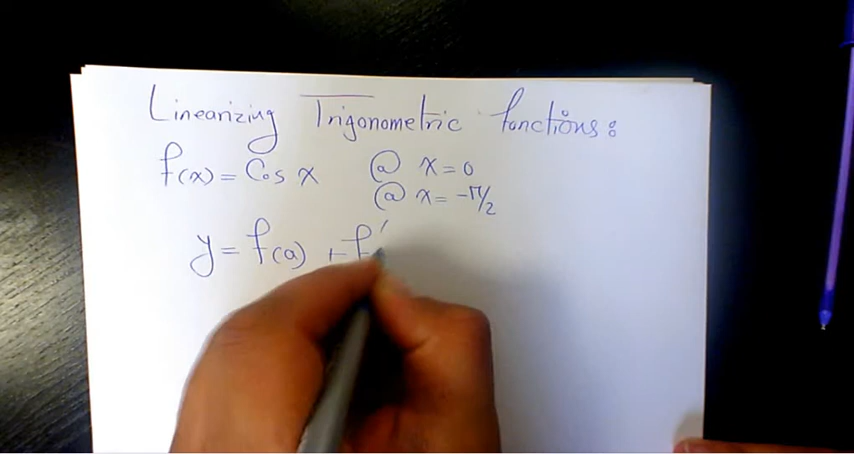 Linearizing Trigonometric functions:
f(x) = Cos x @ x = 0
@ x = -π/2
y = f(a) + f'